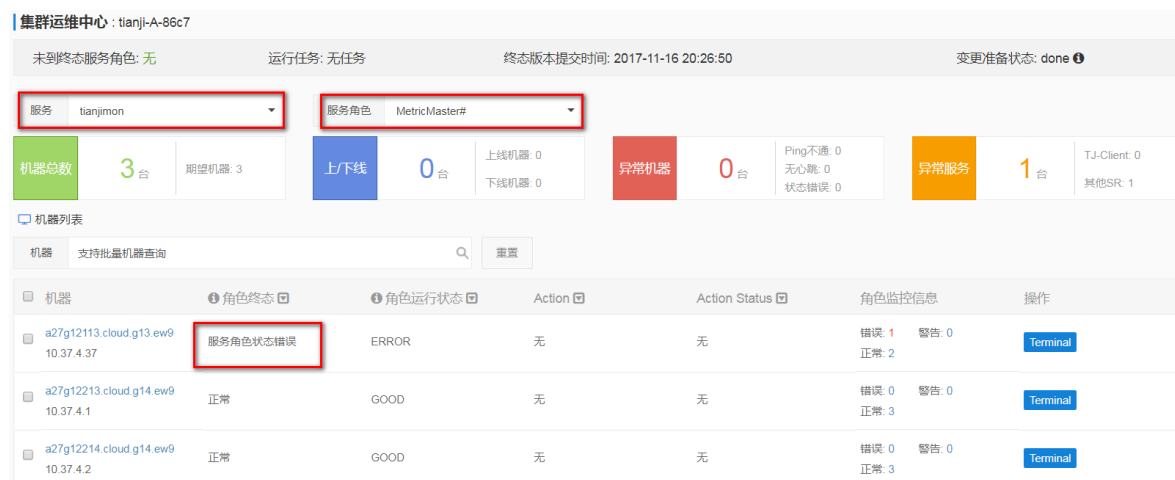 集群运维中心 : tianji-A-86c7
未到终态服务角色: 无 运行任务: 无任务 终态版本提交时间: 2017-11-16 20:26:50 变更准备状态: done
服务 tianjimon 服务角色 MetricMaster#
机器总数 3 台 期望机器: 3 上/下线 0 台 上线机器: 0 下线机器: 0 异常机器 0 台 Ping不通: 0 无心跳: 0 状态错误: 0 异常服务 1 台 TJ-Client: 0 其他SR: 1
机器列表
机器 支持批量机器查询 重置
机器 角色终态 角色运行状态 Action Action Status 角色监控信息 操作
a27g12113.cloud.g13.ew9 服务角色状态错误 ERROR 无 无 错误: 1 警告: 0 Terminal
10.37.4.37 正常: 2
a27g12213.cloud.g14.ew9 正常 GOOD 无 无 错误: 0 警告: 0 Terminal
10.37.4.1 正常: 3
a27g12214.cloud.g14.ew9 正常 GOOD 无 无 错误: 0 警告: 0 Terminal
10.37.4.2 正常: 3